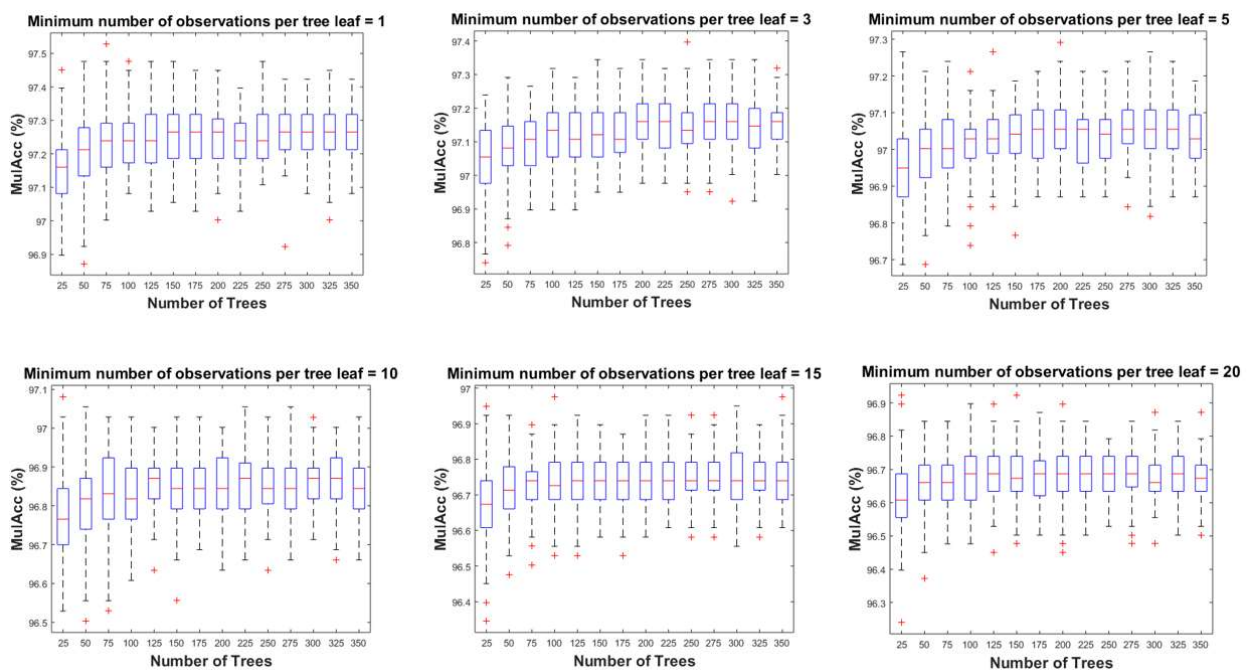 Minimum number of observations per tree leaf = 1
97.5
97.4
97.3
97.2
97.1
97
96.9
MulAcc (%)
25 50 75 100 125 150 175 200 225 250 275 300 325 350
Number of Trees
Minimum number of observations per tree leaf = 3
97.4
97.3
97.2
97.1
97
96.9
96.8
MulAcc (%)
25 50 75 100 125 150 175 200 225 250 275 300 325 350
Number of Trees
Minimum number of observations per tree leaf = 5
97.3
97.2
97.1
97
96.9
96.8
96.7
MulAcc (%)
25 50 75 100 125 150 175 200 225 250 275 300 325 350
Number of Trees
Minimum number of observations per tree leaf = 10
97.1
97
96.9
96.8
96.7
96.6
96.5
MulAcc (%)
25 50 75 100 125 150 175 200 225 250 275 300 325 350
Number of Trees
Minimum number of observations per tree leaf = 15
97
96.9
96.8
96.7
96.6
96.5
96.4
MulAcc (%)
25 50 75 100 125 150 175 200 225 250 275 300 325 350
Number of Trees
Minimum number of observations per tree leaf = 20
96.9
96.8
96.7
96.6
96.5
96.4
96.3
MulAcc (%)
25 50 75 100 125 150 175 200 225 250 275 300 325 350
Number of Trees